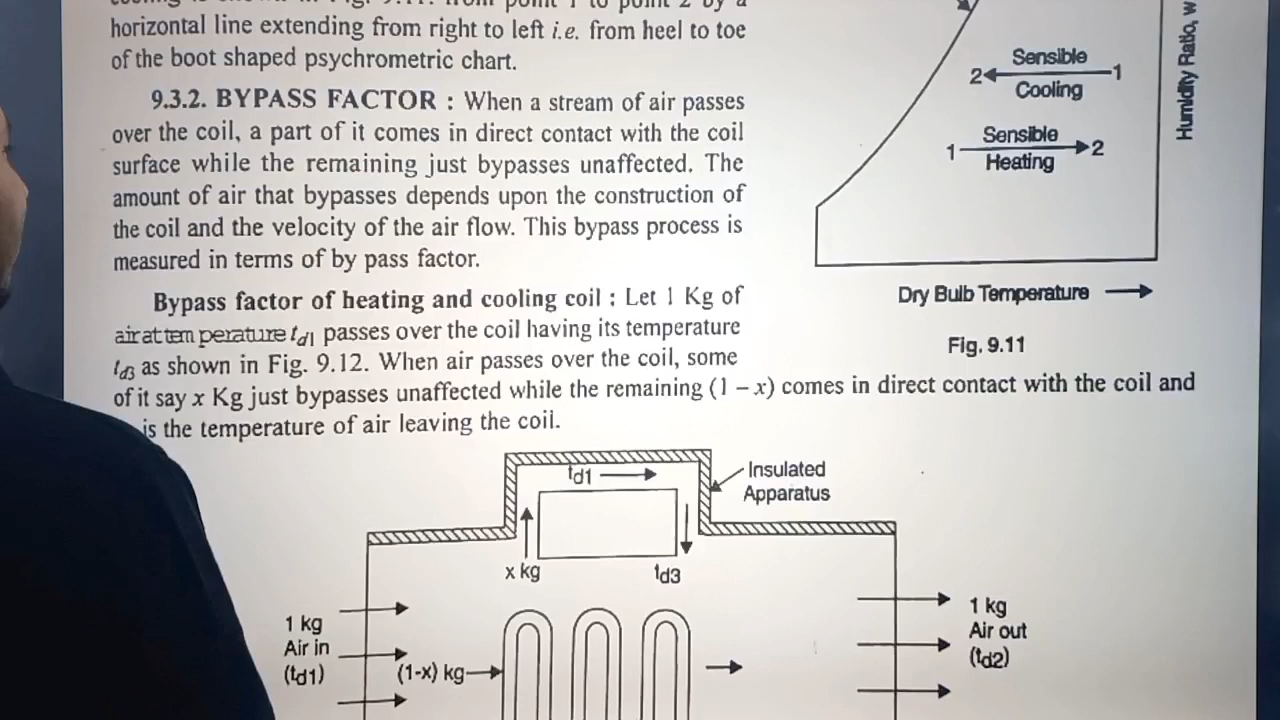 horizontal line extending from right to left i.e. from heel to toe
of the boot shaped psychrometric chart.
9.3.2. BYPASS FACTOR : When a stream of air passes
over the coil, a part of it comes in direct contact with the coil
surface while the remaining just bypasses unaffected. The
amount of air that bypasses depends upon the construction of
the coil and the velocity of the air flow. This bypass process is
measured in terms of by pass factor.
Bypass factor of heating and cooling coil : Let 1 Kg of
air at tem perature td1 passes over the coil having its temperature
td3 as shown in Fig. 9.12. When air passes over the coil, some
of it say x Kg just bypasses unaffected while the remaining (1 – x) comes in direct contact with the coil and
is the temperature of air leaving the coil.
Sensible
2 1
Cooling
Sensible
1 2
Heating
Humidity Ratio, w
Dry Bulb Temperature
Fig. 9.11
td1
Insulated
Apparatus
x kg
td3
1 kg
Air in
(td1)
(1-x) kg
1 kg
Air out
(td2)